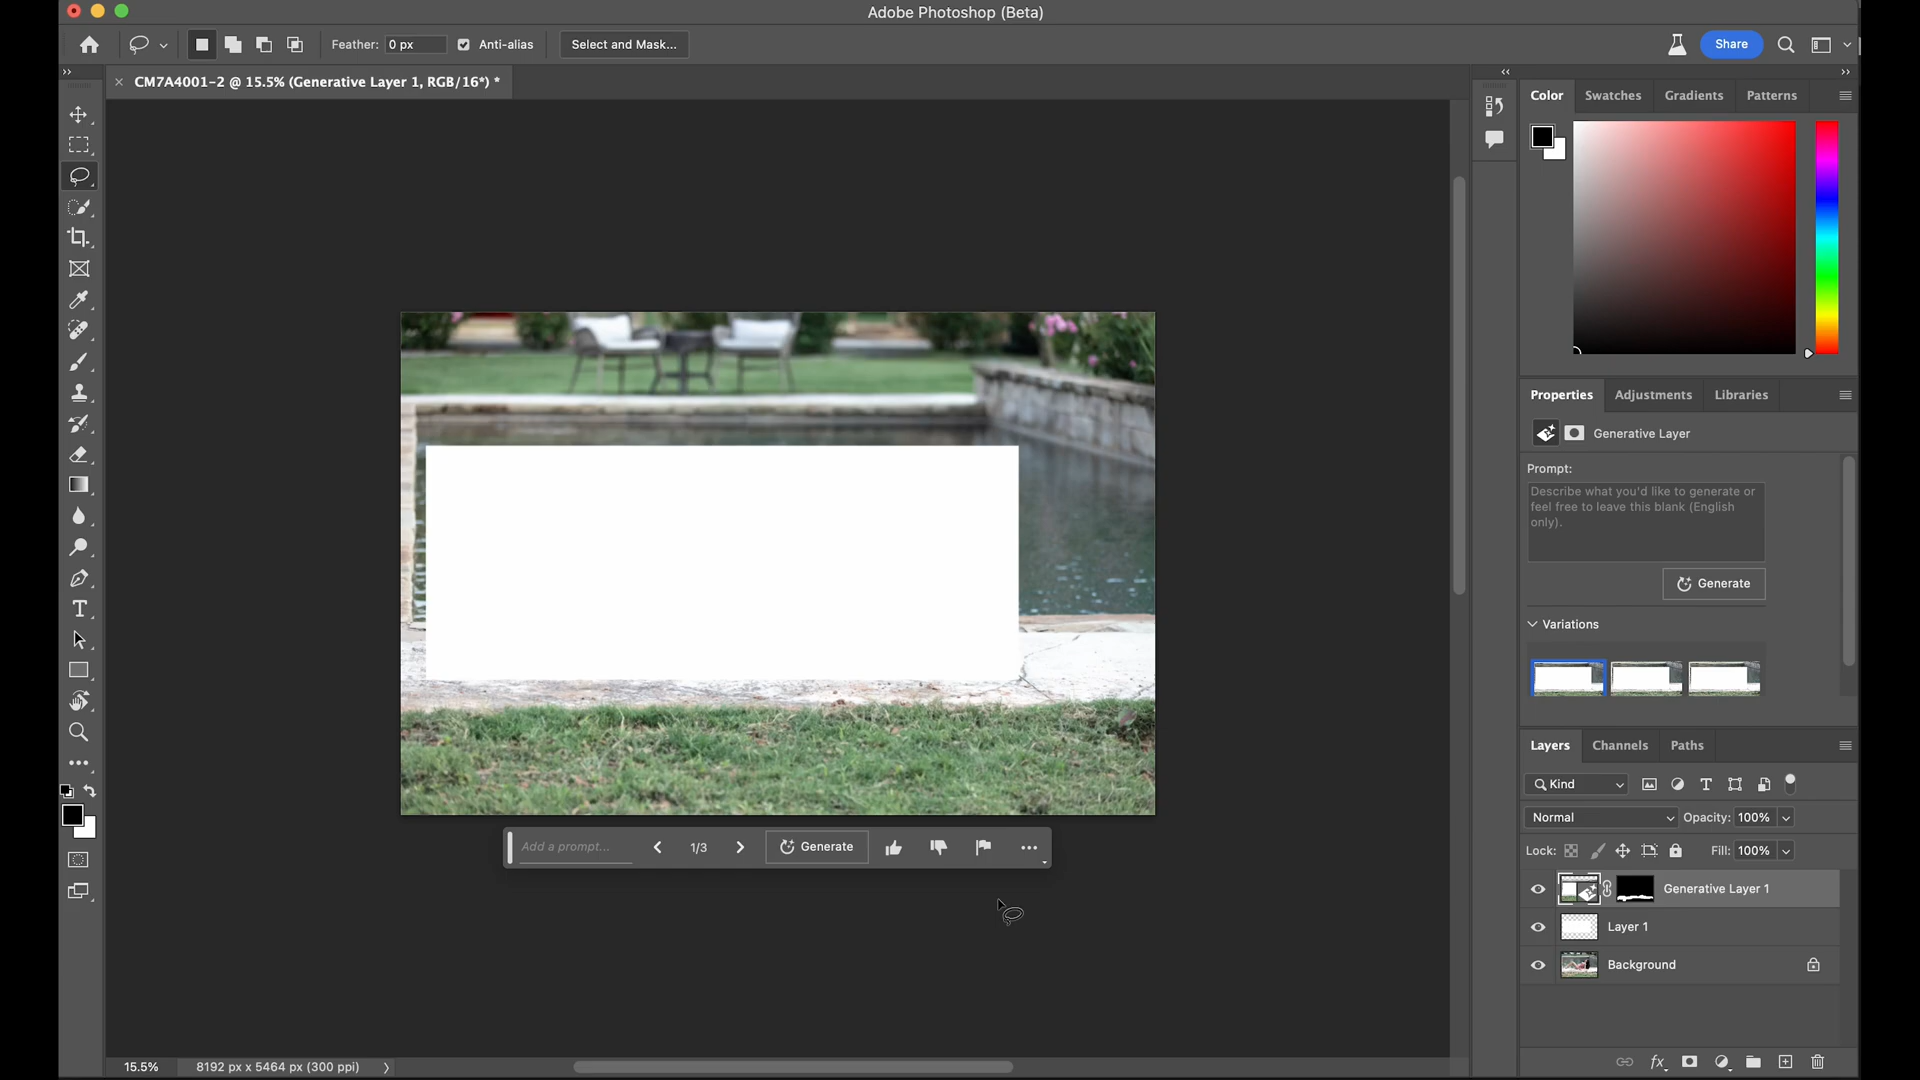 Adobe Photoshop (Beta)
Feather: 0 px Anti-alias Select and Mask... Share
CM7A4001-2 @ 15.5% (Generative Layer 1, RGB/16*) *
Color Swatches Gradients Patterns
Properties Adjustments Libraries
Generative Layer
Prompt:
Describe what you'd like to generate or
feel free to leave this blank (English
only).
Generate
Variations
Layers Channels Paths
Kind
Normal Opacity: 100%
Lock: Fill: 100%
Generative Layer 1
Layer 1
Background
Add a prompt... 1/3 Generate
15.5% 8192 px x 5464 px (300 ppi)